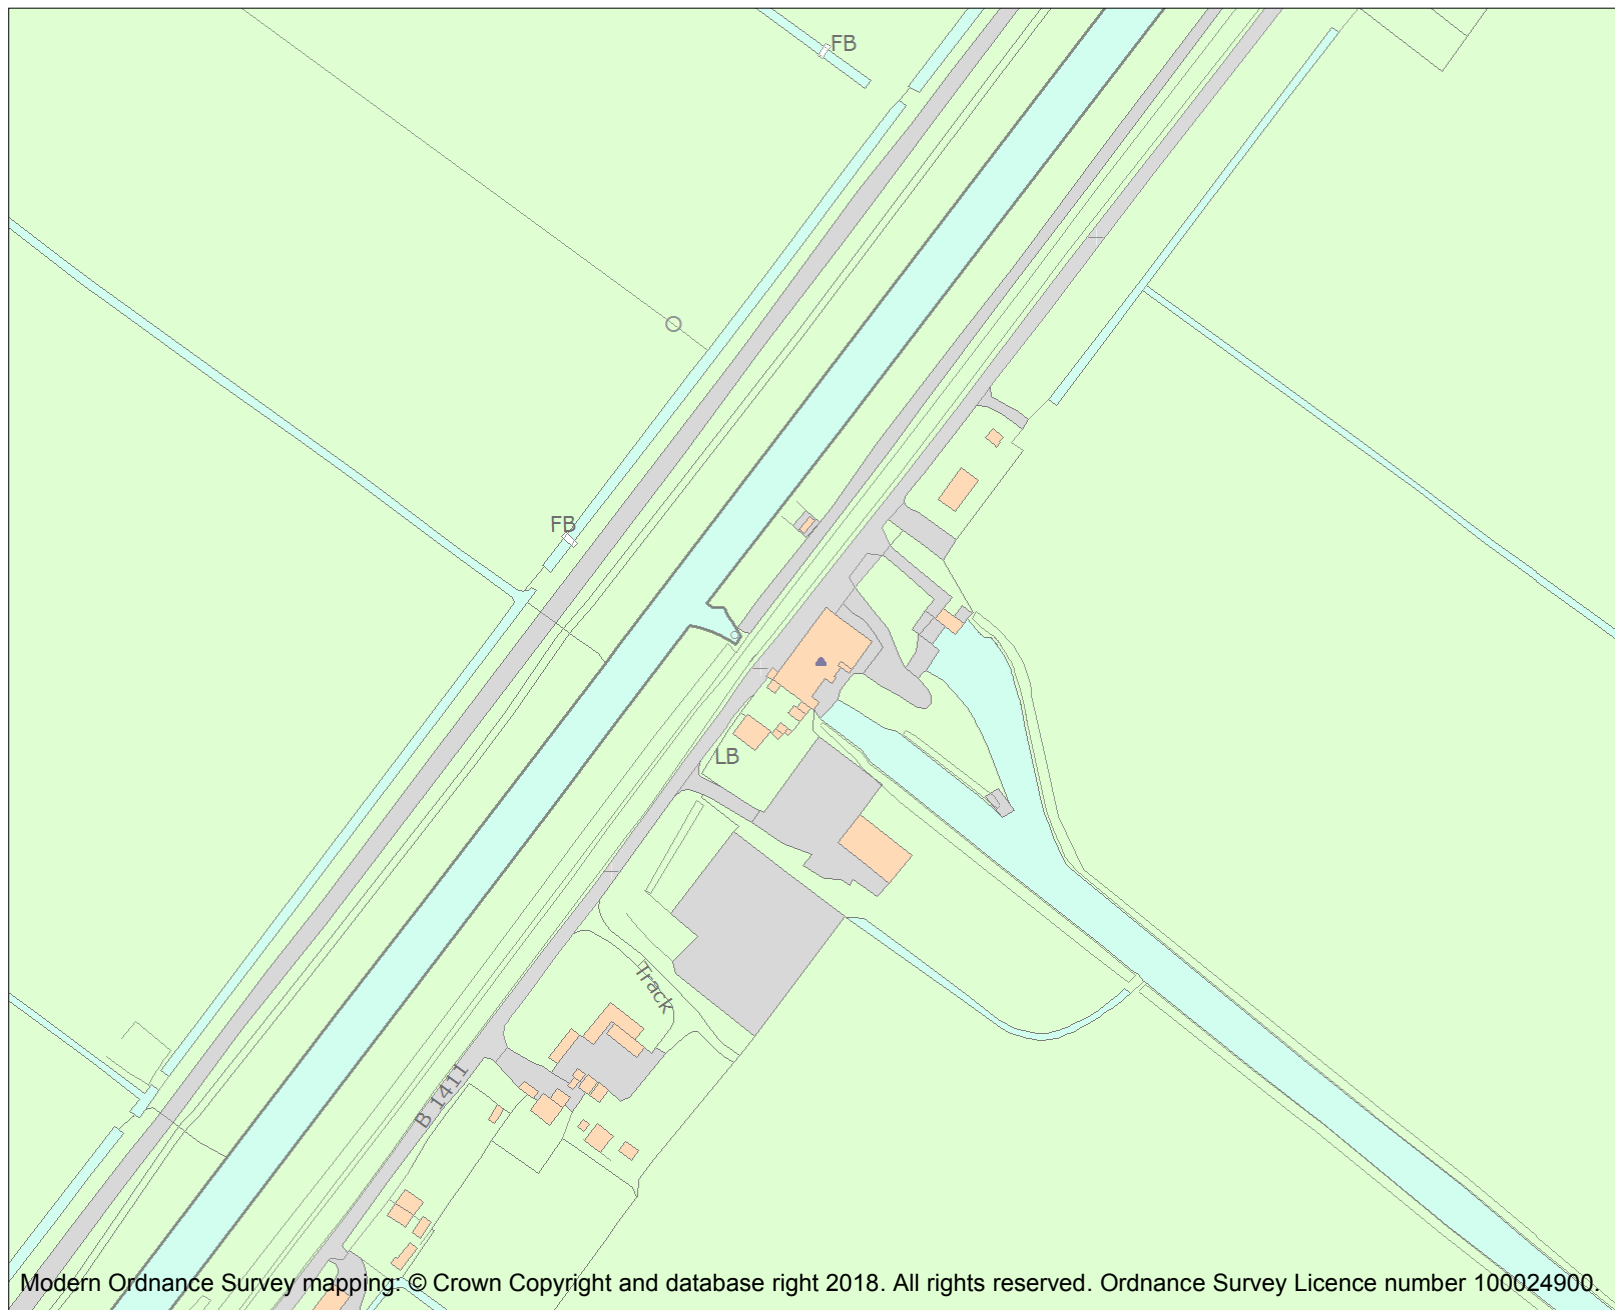 FB
FB
LB
Track
B 1411
Modern Ordnance Survey mapping: © Crown Copyright and database right 2018. All rights reserved. Ordnance Survey Licence number 100024900.